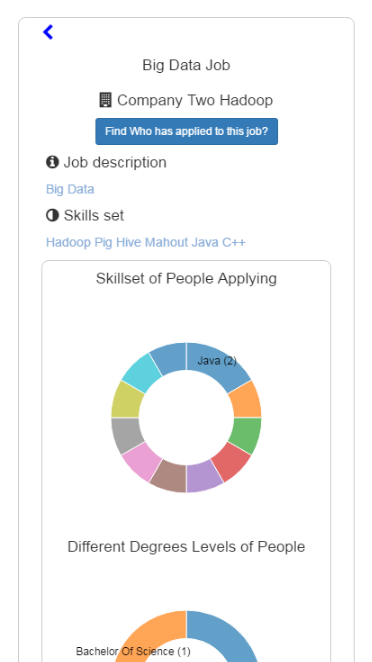 Big Data Job
Company Two Hadoop
Find Who has applied to this job?
Job description
Big Data
Skills set
Hadoop Pig Hive Mahout Java C++
Skillset of People Applying
Java (2)
Different Degrees Levels of People
Bachelor Of Science (1)